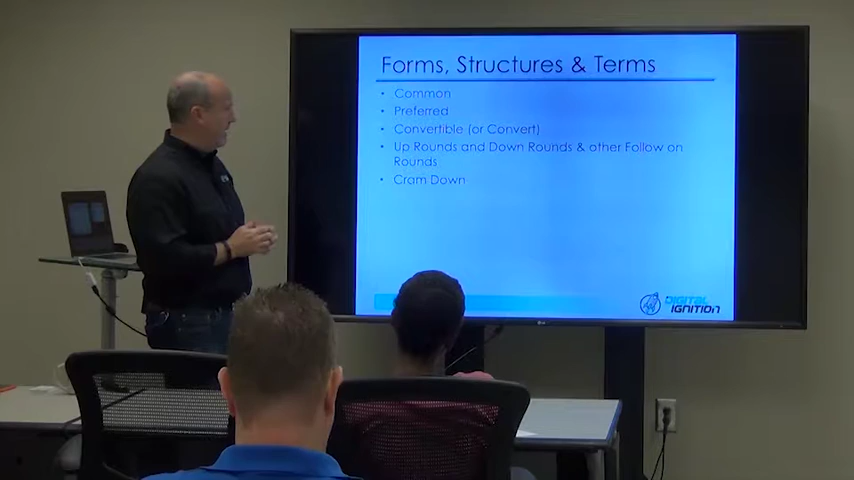 Forms, Structures & Terms
• Common
• Preferred
• Convertible (or Convert)
• Up Rounds and Down Rounds & other Follow on
Rounds
• Cram Down
DIGITAL
IGNITION
LG